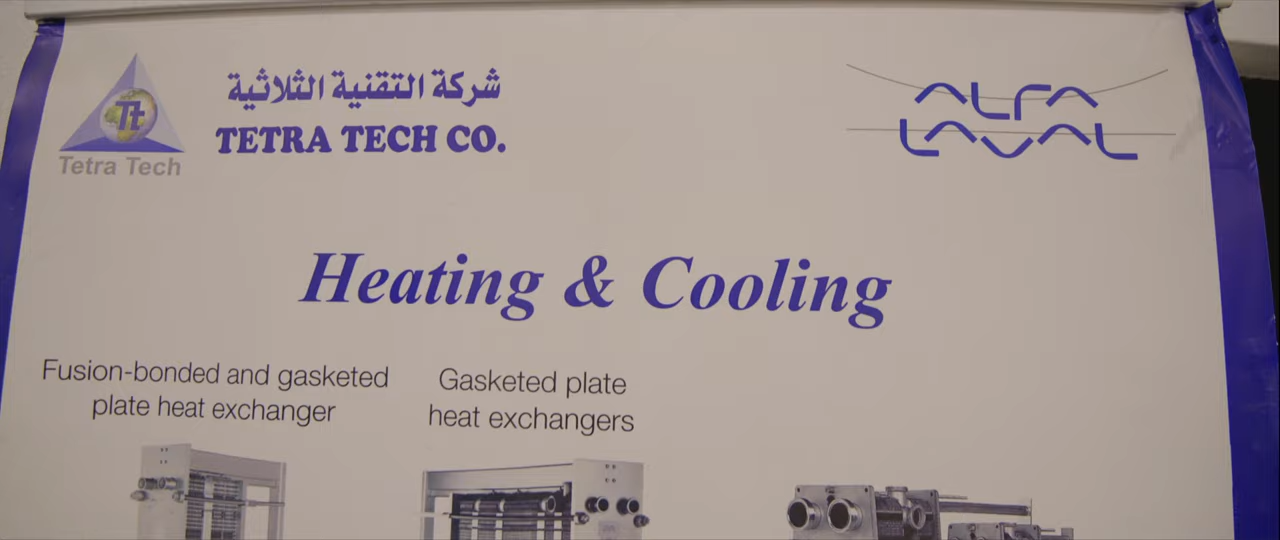 Tt
Tetra Tech
شركة التقنية الثلاثية
TETRA TECH CO.
ALFA
LAVAL
Heating & Cooling
Fusion-bonded and gasketed
plate heat exchanger
Gasketed plate
heat exchangers